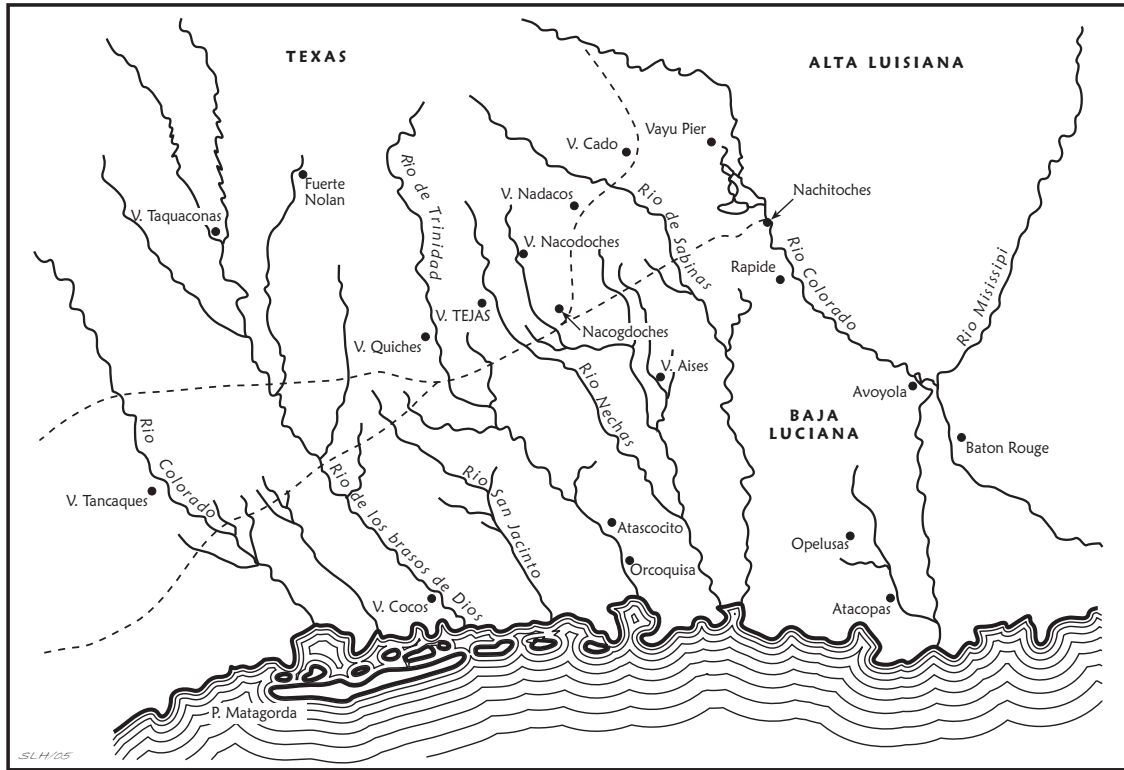 TEXAS
ALTA LUISIANA
V. Cado
Vayu Pier
Fuerte
Nolan
Rio de Trinidad
V. Nadacos
Nachitoches
V. Taquaconas
Rio de Sabinas
V. Nacodoches
Rio Colorado
Rapide
Rio Misissipi
V. TEJAS
Nacogdoches
V. Quiches
V. Aises
Avoyola
Rio Nechas
BAJA
LUCIANA
Baton Rouge
Rio Colorado
V. Tancaques
Rio de los brasos de Dios
Rio San Jacinto
Atascocito
Opelusas
Orcoquisa
V. Cocos
Atacopas
P. Matagorda
SLH/05